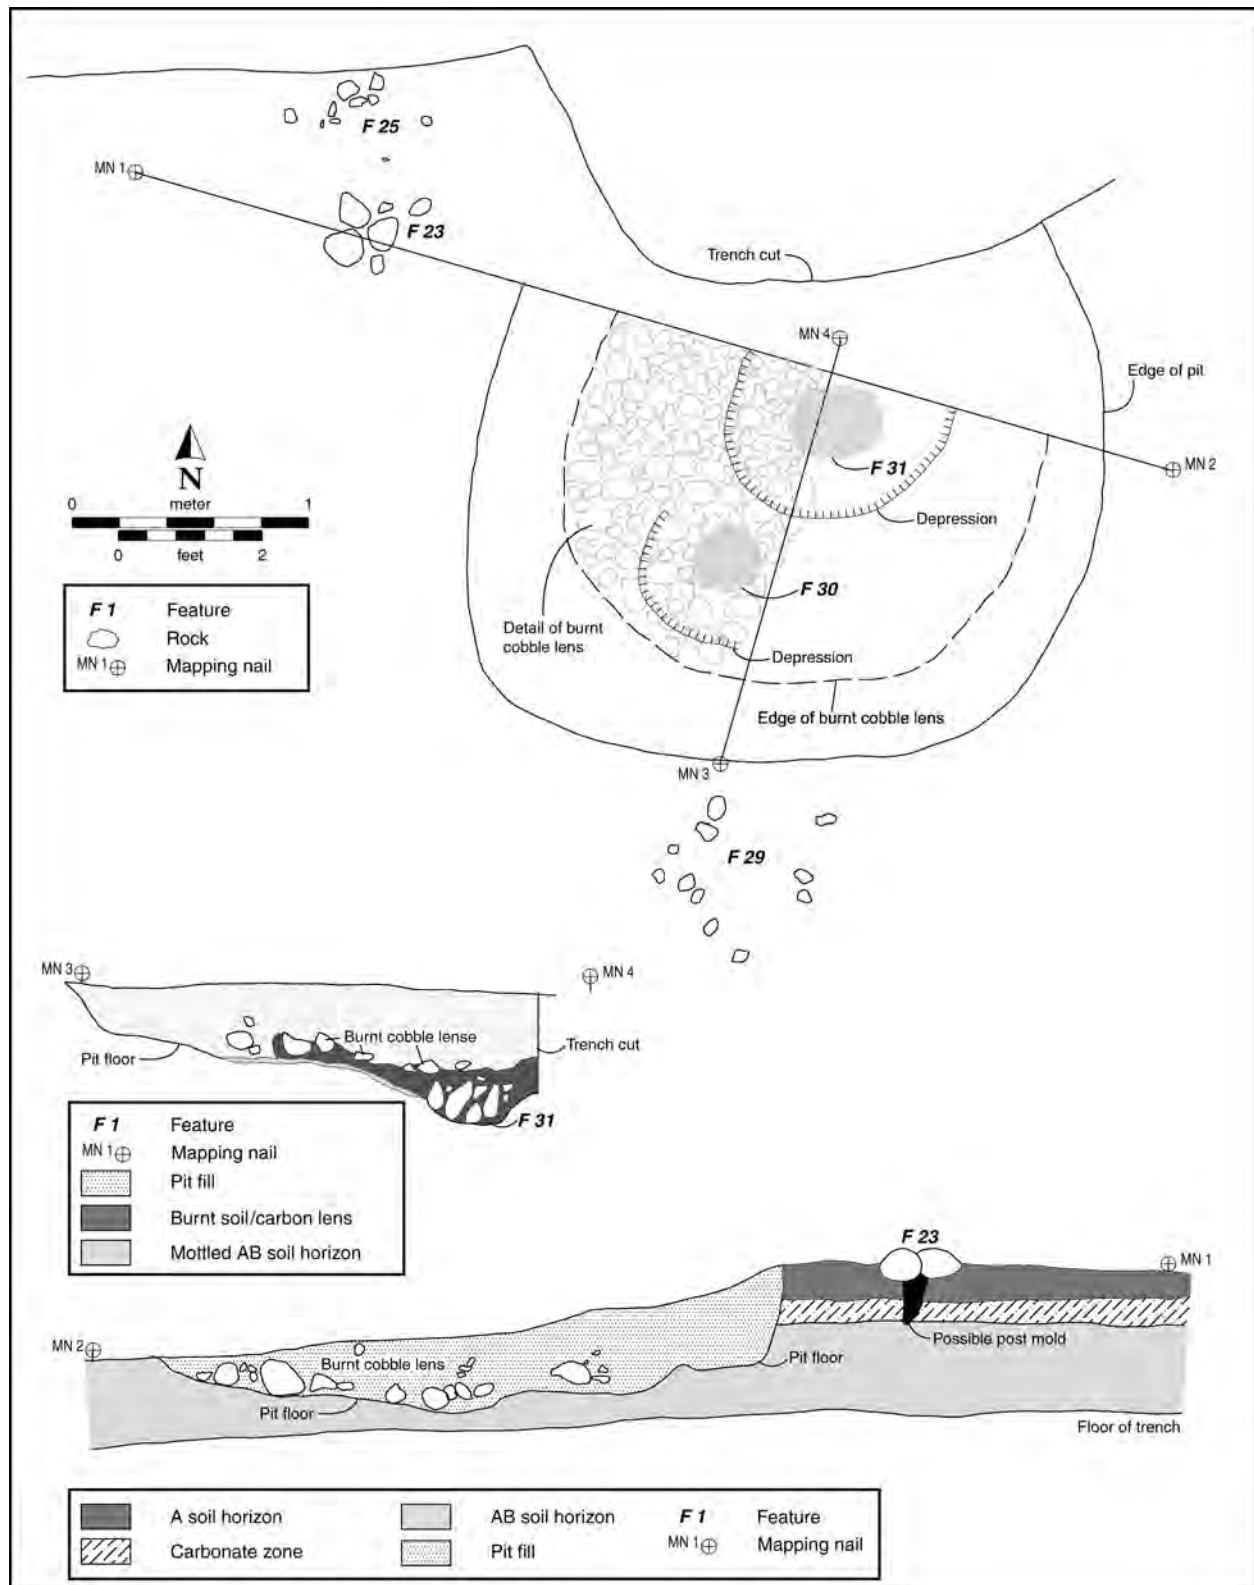 F 25
MN 1
F 23
Trench cut
MN 4
Edge of pit
N
F 31
MN 2
0 meter 1
Depression
0 feet 2
F 30
F 1 Feature
Rock
MN 1 Mapping nail
Detail of burnt
cobble lens
Depression
Edge of burnt cobble lens
MN 3
F 29
MN 3
MN 4
Burnt cobble lense
Trench cut
Pit floor
F 31
F 1 Feature
MN 1 Mapping nail
Pit fill
Burnt soil/carbon lens
Mottled AB soil horizon
F 23
MN 1
Possible post mold
MN 2
Burnt cobble lens
Pit floor
Pit floor
Floor of trench
A soil horizon AB soil horizon F 1 Feature
Carbonate zone Pit fill MN 1 Mapping nail